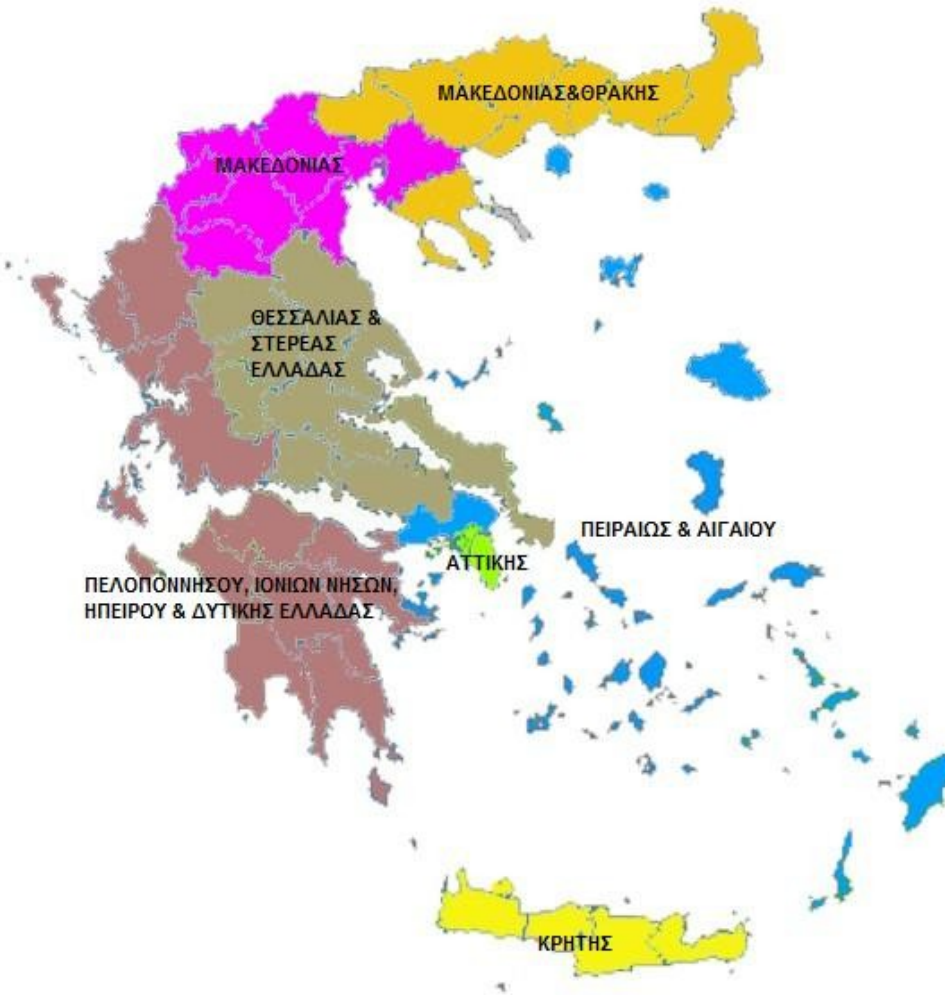 ΜΑΚΕΔΟΝΙΑΣ&ΘΡΑΚΗΣ
ΜΑΚΕΔΟΝΙΑΣ
ΘΕΣΣΑΛΙΑΣ &
ΣΤΕΡΕΑΣ
ΕΛΛΑΔΑΣ
ΠΕΙΡΑΙΩΣ & ΑΙΓΑΙΟΥ
ΑΤΤΙΚΗΣ
ΠΕΛΟΠΟΝΝΗΣΟΥ, ΙΟΝΙΩΝ ΝΗΣΩΝ,
ΗΠΕΙΡΟΥ & ΔΥΤΙΚΗΣ ΕΛΛΑΔΑΣ
ΚΡΗΤΗΣ